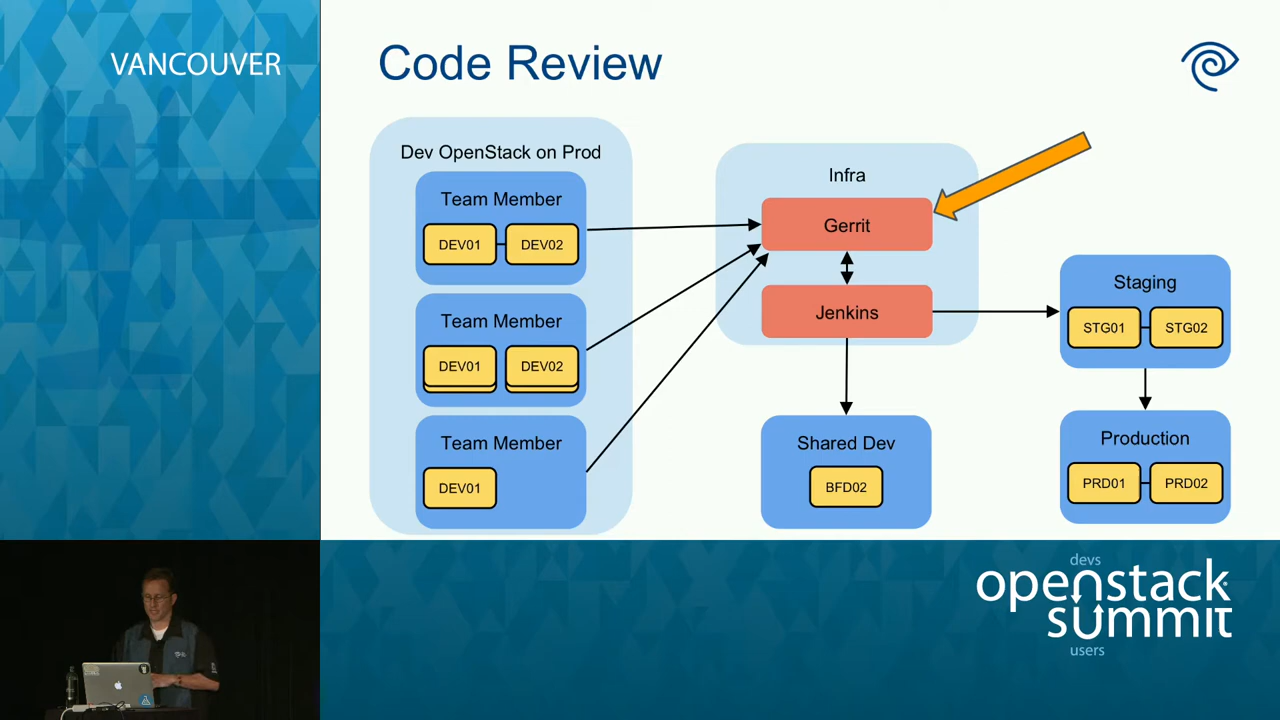 VANCOUVER
Code Review
Dev OpenStack on Prod
Team Member
DEV01
DEV02
Team Member
DEV01
DEV02
Team Member
DEV01
Infra
Gerrit
Jenkins
Shared Dev
BFD02
Staging
STG01
STG02
Production
PRD01
PRD02
devs
openstack
summit
users